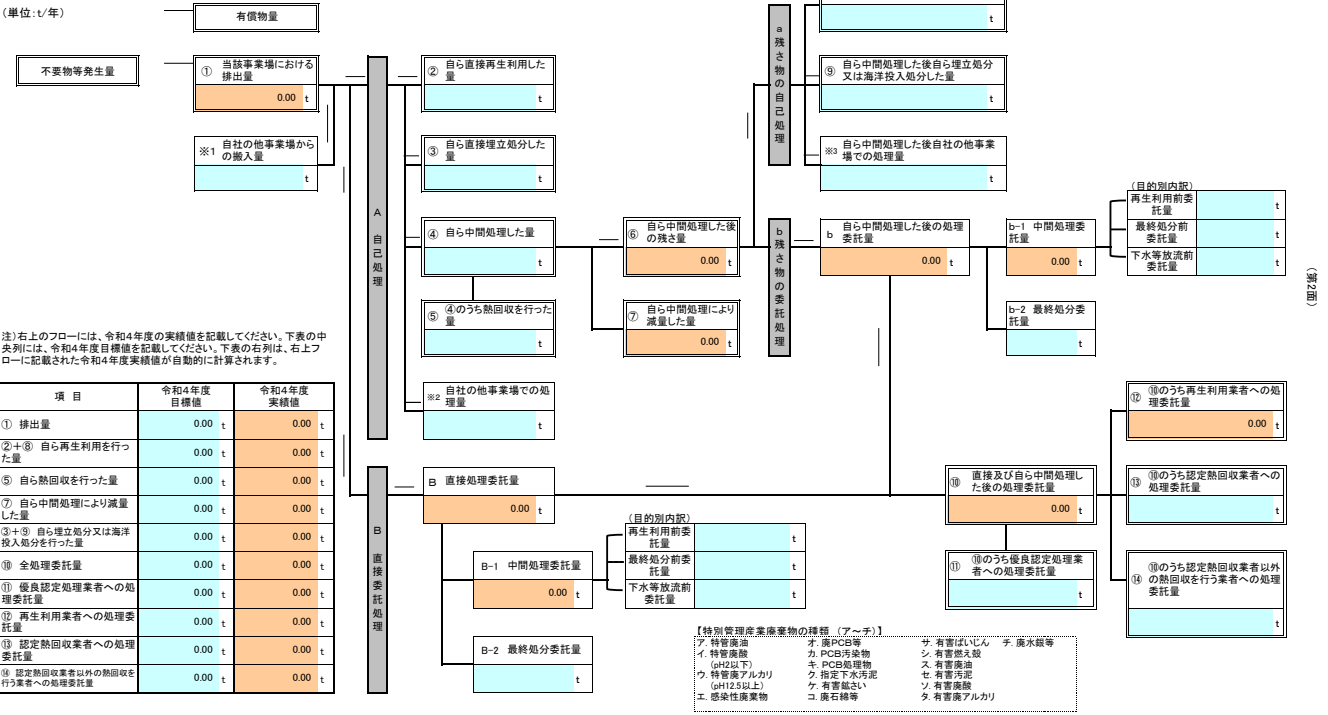 (単位:t/年)
有償物量
t
不要物等発生量
① 当該事業場における
排出量
0.00 t
※1 自社の他事業場から
の搬入量
t
A 自己処理
② 自ら直接再生利用した
量
t
③ 自ら直接埋立処分した
量
t
④ 自ら中間処理した量
t
⑤ ④のうち熱回収を行った
量
t
※2 自社の他事業場での処
理量
t
⑥ 自ら中間処理した後
の残さ量
0.00 t
⑦ 自ら中間処理により
減量した量
0.00 t
a 残さ物の自己処理
⑨ 自ら中間処理した後自ら埋立処分
又は海洋投入処分した量
t
※3 自ら中間処理した後自社の他事業
場での処理量
t
b 残さ物の委託処理
b 自ら中間処理した後の処理
委託量
0.00 t
b-1 中間処理委
託量
0.00 t
(目的別内訳)
再生利用前委
託量
t
最終処分前
委託量
t
下水等放流前
委託量
t
b-2 最終処分委
託量
t
(第2面)
注)右上のフローには、令和4年度の実績値を記載してください。下表の中
央列には、令和4年度目標値を記載してください。下表の右列は、右上フ
ローに記載された令和4年度実績値が自動的に計算されます。
項 目 令和4年度
目標値 令和4年度
実績値
① 排出量 0.00 t 0.00 t
②+⑧ 自ら再生利用を行っ
た量 0.00 t 0.00 t
⑤ 自ら熱回収を行った量 0.00 t 0.00 t
⑦ 自ら中間処理により減量
した量 0.00 t 0.00 t
③+⑨ 自ら埋立処分又は海洋
投入処分を行った量 0.00 t 0.00 t
⑩ 全処理委託量 0.00 t 0.00 t
⑪ 優良認定処理業者への処
理委託量 0.00 t 0.00 t
⑫ 再生利用業者への処理委
託量 0.00 t 0.00 t
⑬ 認定熱回収業者への処理
委託量 0.00 t 0.00 t
⑭ 認定熱回収業者以外の熱回収を
行う業者への処理委託量 0.00 t 0.00 t
B 直接委託処理
B 直接処理委託量
0.00 t
B-1 中間処理委託量
0.00 t
(目的別内訳)
再生利用前委
託量
t
最終処分前委
託量
t
下水等放流前
委託量
t
B-2 最終処分委託量
t
⑩ 直接及び自ら中間処理し
た後の処理委託量
0.00 t
⑪ ⑩のうち優良認定処理業
者への処理委託量
t
⑫ ⑩のうち再生利用業者への処
理委託量
0.00 t
⑬ ⑩のうち認定熱回収業者への
処理委託量
t
⑭ ⑩のうち認定熱回収業者以外
の熱回収を行う業者への処理
委託量
t
【特別管理産業廃棄物の種類 (ア~チ)】
ア. 特管廃油 オ. 廃PCB等 サ. 有害ばいじん チ. 廃水銀等
イ. 特管廃酸 カ. PCB汚染物 シ. 有害燃え殻
(pH2以下) キ. PCB処理物 ス. 有害廃油
ウ. 特管廃アルカリ ク. 指定下水汚泥 セ. 有害汚泥
(pH12.5以上) ケ. 有害鉱さい ソ. 有害廃酸
エ. 感染性廃棄物 コ. 廃石綿等 タ. 有害廃アルカリ